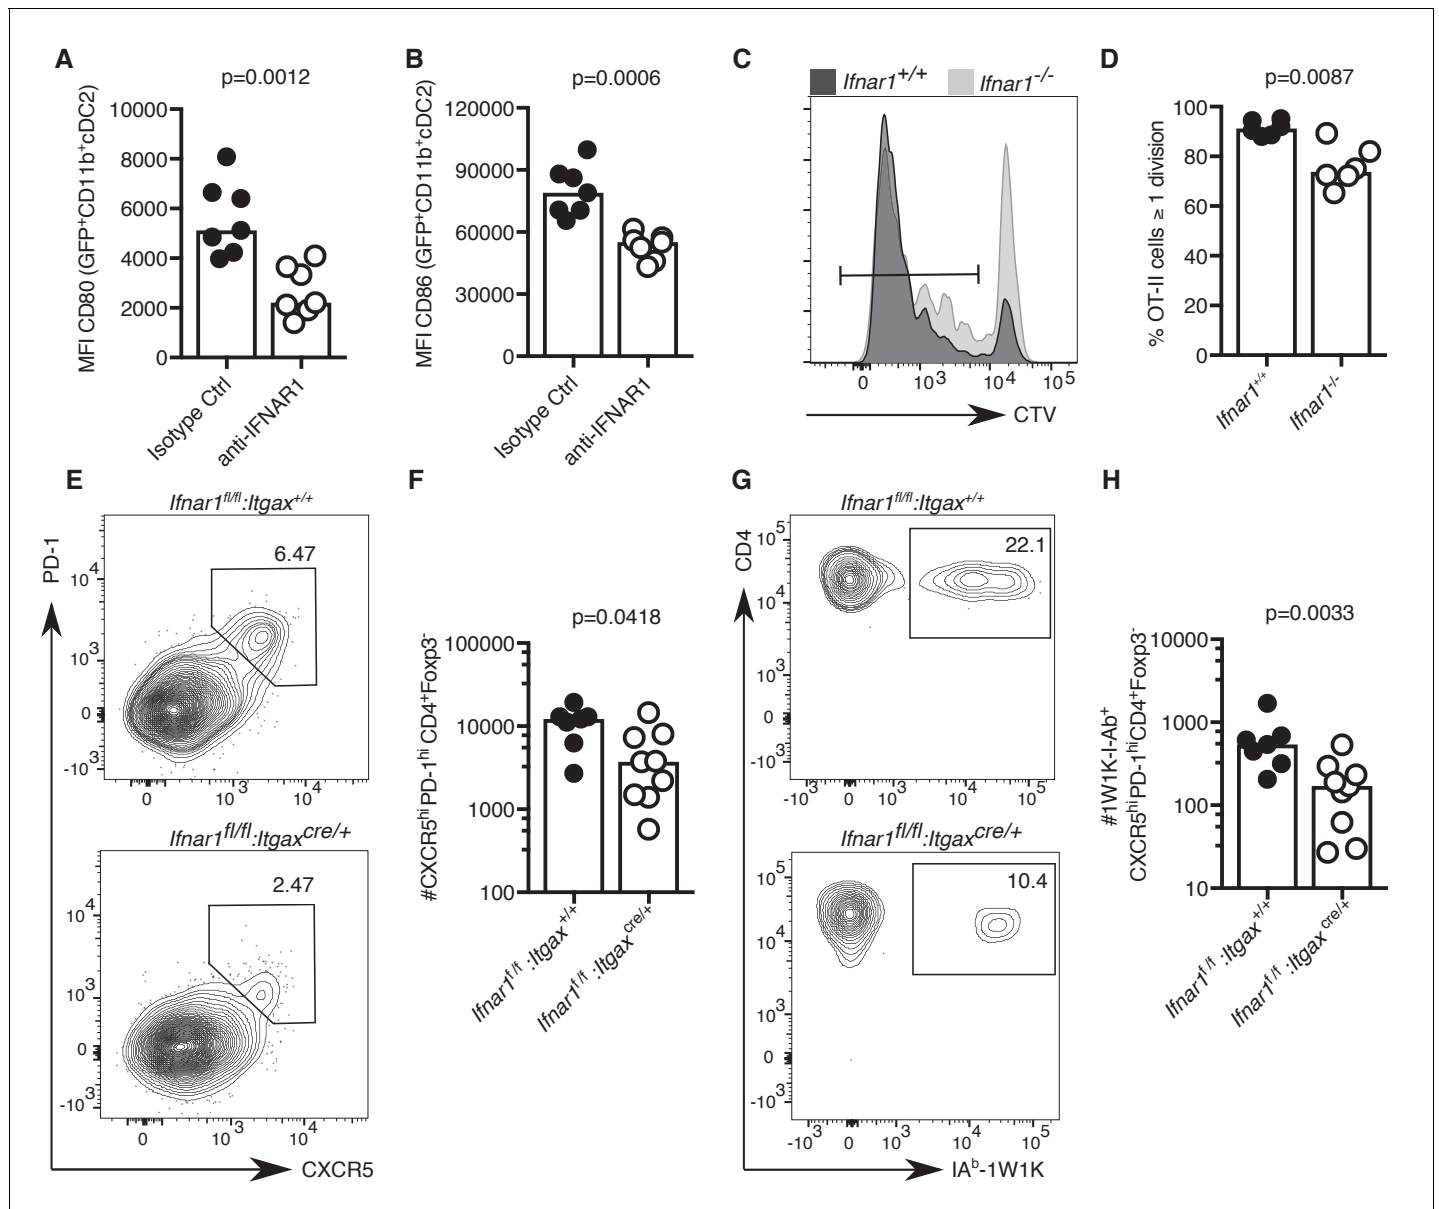 A
p=0.0012
MFI CD80 (GFP⁺CD11b⁺cDC2)
10000
8000
6000
4000
2000
0
Isotype Ctrl
anti-IFNAR1
B
p=0.0006
MFI CD86 (GFP⁺CD11b⁺cDC2)
120000
90000
60000
30000
0
Isotype Ctrl
anti-IFNAR1
C
Ifnar1+/+
Ifnar1-/-
0 10³ 10⁴ 10⁵
CTV
D
p=0.0087
% OT-II cells ≥ 1 division
100
80
60
40
20
0
Ifnar1+/+
Ifnar1-/-
E
Ifnar1fl/fl:Itgax+/+
PD-1
6.47
10⁴
10³
0
-10³
0 10³ 10⁴
Ifnar1fl/fl:Itgaxcre/+
2.47
10⁴
10³
0
-10³
0 10³ 10⁴
CXCR5
F
p=0.0418
#CXCR5hiPD-1hi CD4+Foxp3-
100000
10000
1000
100
Ifnar1f/f :Itgax+/+
Ifnar1f/f :Itgaxcre/+
G
Ifnar1fl/fl:Itgax+/+
CD4
22.1
10⁵
10⁴
10³
0
-10³
-10³ 0 10³ 10⁴ 10⁵
Ifnar1fl/fl:Itgaxcre/+
10.4
10⁵
10⁴
10³
0
-10³
-10³ 0 10³ 10⁴ 10⁵
IAb-1W1K
H
p=0.0033
#1W1K-I-Ab+
CXCR5hiPD-1hiCD4+Foxp3-
10000
1000
100
10
Ifnar1f/f :Itgax+/+
Ifnar1f/f :Itgaxcre/+